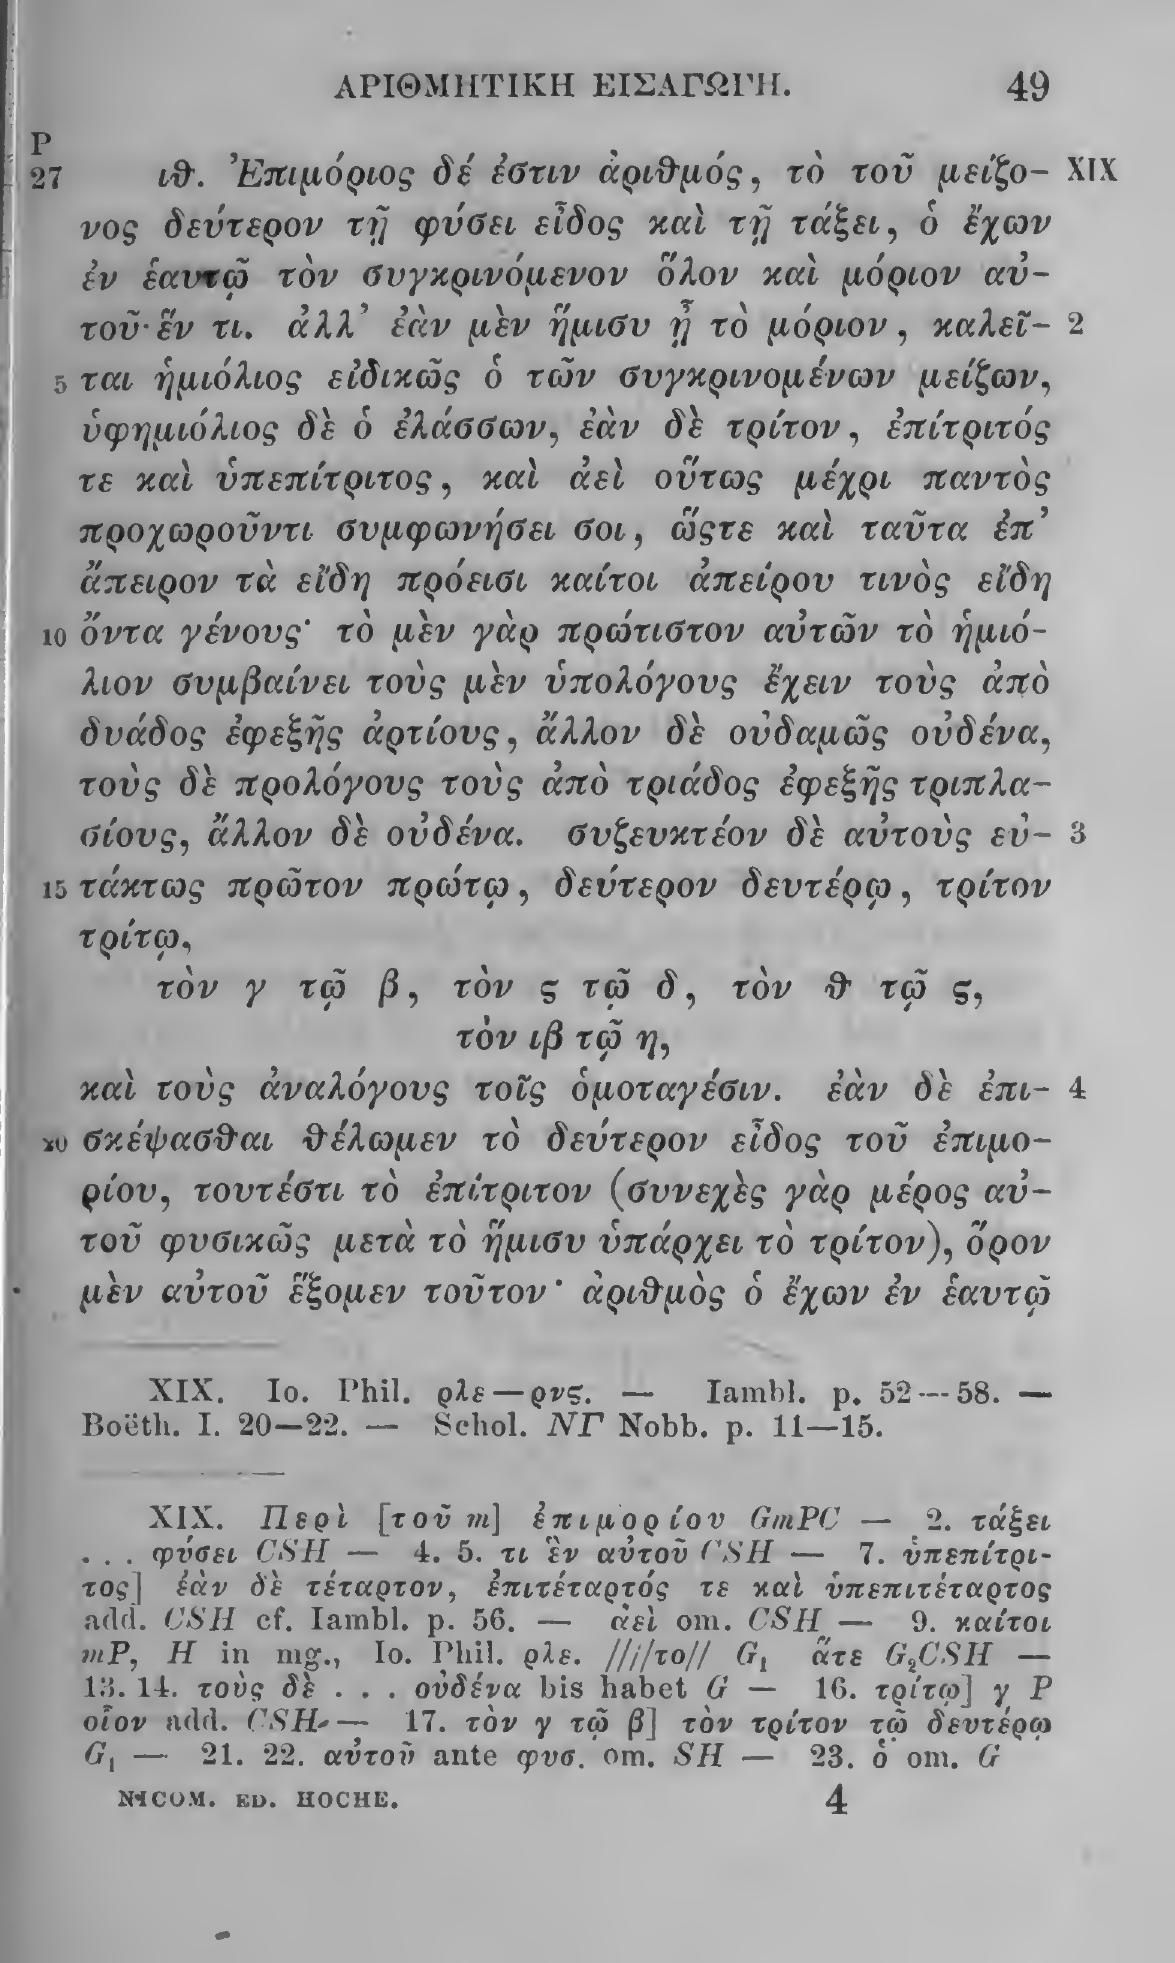 ΑΡΙΘΜΗΤΙΚΗ ΕΙΣΑΓΩΓΗ. 49
P
27 ιϑ. Ἐπιμόριος δέ ἐστιν ἀριϑμός, τὸ τοῦ μείζο- XIX
νος δεύτερον τῇ φύσει εἶδος καὶ τῇ τάξει, ὁ ἔχων
ἐν ἑαυτῷ τὸν συγκρινόμενον ὅλον καὶ μόριον αὐ-
τοῦ ἕν τι. ἀλλ’ ἐὰν μὲν ἥμισυ ᾖ τὸ μόριον, καλεῖ- 2
5 ται ἡμιόλιος εἰδικῶς ὁ τῶν συγκρινομένων μείζων,
ὑφημιόλιος δὲ ὁ ἐλάσσων, ἐὰν δὲ τρίτον, ἐπίτριτός
τε καὶ ὑπεπίτριτος, καὶ ἀεὶ οὕτως μέχρι παντὸς
προχωροῦντι συμφωνήσει σοι, ὥςτε καὶ ταῦτα ἐπ’
ἄπειρον τὰ εἴδη πρόεισι καίτοι ἀπείρου τινὸς εἴδη
10 ὄντα γένους· τὸ μὲν γὰρ πρώτιστον αὐτῶν τὸ ἡμιό-
λιον συμβαίνει τοὺς μὲν ὑπολόγους ἔχειν τοὺς ἀπὸ
δυάδος ἐφεξῆς ἀρτίους, ἄλλον δὲ οὐδαμῶς οὐδένα,
τοὺς δὲ προλόγους τοὺς ἀπὸ τριάδος ἐφεξῆς τριπλα-
σίους, ἄλλον δὲ οὐδένα. συζευκτέον δὲ αὐτοὺς εὐ- 3
15 τάκτως πρῶτον πρώτῳ, δεύτερον δευτέρῳ, τρίτον
τρίτῳ,
τὸν γ τῷ β, τὸν ς τῷ δ, τὸν ϑ τῷ ς,
τὸν ιβ τῷ η,
καὶ τοὺς ἀναλόγους τοῖς ὁμοταγέσιν. ἐὰν δὲ ἐπι- 4
20 σκέψασϑαι ϑέλωμεν τὸ δεύτερον εἶδος τοῦ ἐπιμο-
ρίου, τουτέστι τὸ ἐπίτριτον (συνεχὲς γὰρ μέρος αὐ-
τοῦ φυσικῶς μετὰ τὸ ἥμισυ ὑπάρχει τὸ τρίτον), ὅρον
μὲν αὐτοῦ ἕξομεν τοῦτον· ἀριϑμὸς ὁ ἔχων ἐν ἑαυτῷ
XIX. Io. Phil. ρλε — ρνς. — Iambl. p. 52 — 58. —
Boëth. I. 20—22. — Schol. NΓ Nobb. p. 11—15.
XIX. Περὶ [τοῦ m] ἐπιμορίου GmPC — 2. τάξει
. . . φύσει CSH — 4. 5. τι ἓν αὐτοῦ CSH — 7. ὑπεπίτρι-
τος] ἐὰν δὲ τέταρτον, ἐπιτέταρτός τε καὶ ὑπεπιτέταρτος
add. CSH cf. Iambl. p. 56. — ἀεὶ om. CSH — 9. καίτοι
mP, H in mg., Io. Phil. ρλε. //i/το// G₁ ἅτε G₂CSH —
13. 14. τοὺς δὲ . . . οὐδένα bis habet G — 16. τρίτῳ] γ P
οἷον add. CSH — 17. τὸν γ τῷ β] τὸν τρίτον τῷ δευτέρῳ
G₁ — 21. 22. αὐτοῦ ante φυσ. om. SH — 23. ὁ om. G
NICOM. ED. HOCHE. 4